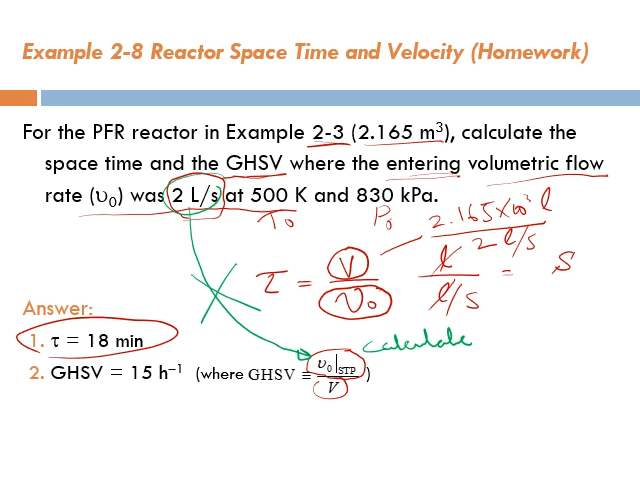 Example 2-8 Reactor Space Time and Velocity (Homework)
For the PFR reactor in Example 2-3 (2.165 m³), calculate the
space time and the GHSV where the entering volumetric flow
rate (υ₀) was 2 L/s at 500 K and 830 kPa.
T₀ P₀
2.165×10³ l
2 l/s
τ = V / υ₀
l / l/s = s
Answer:
calculate
1. τ = 18 min
2. GHSV = 15 h⁻¹ (where GHSV ≡ υ₀|STP / V)